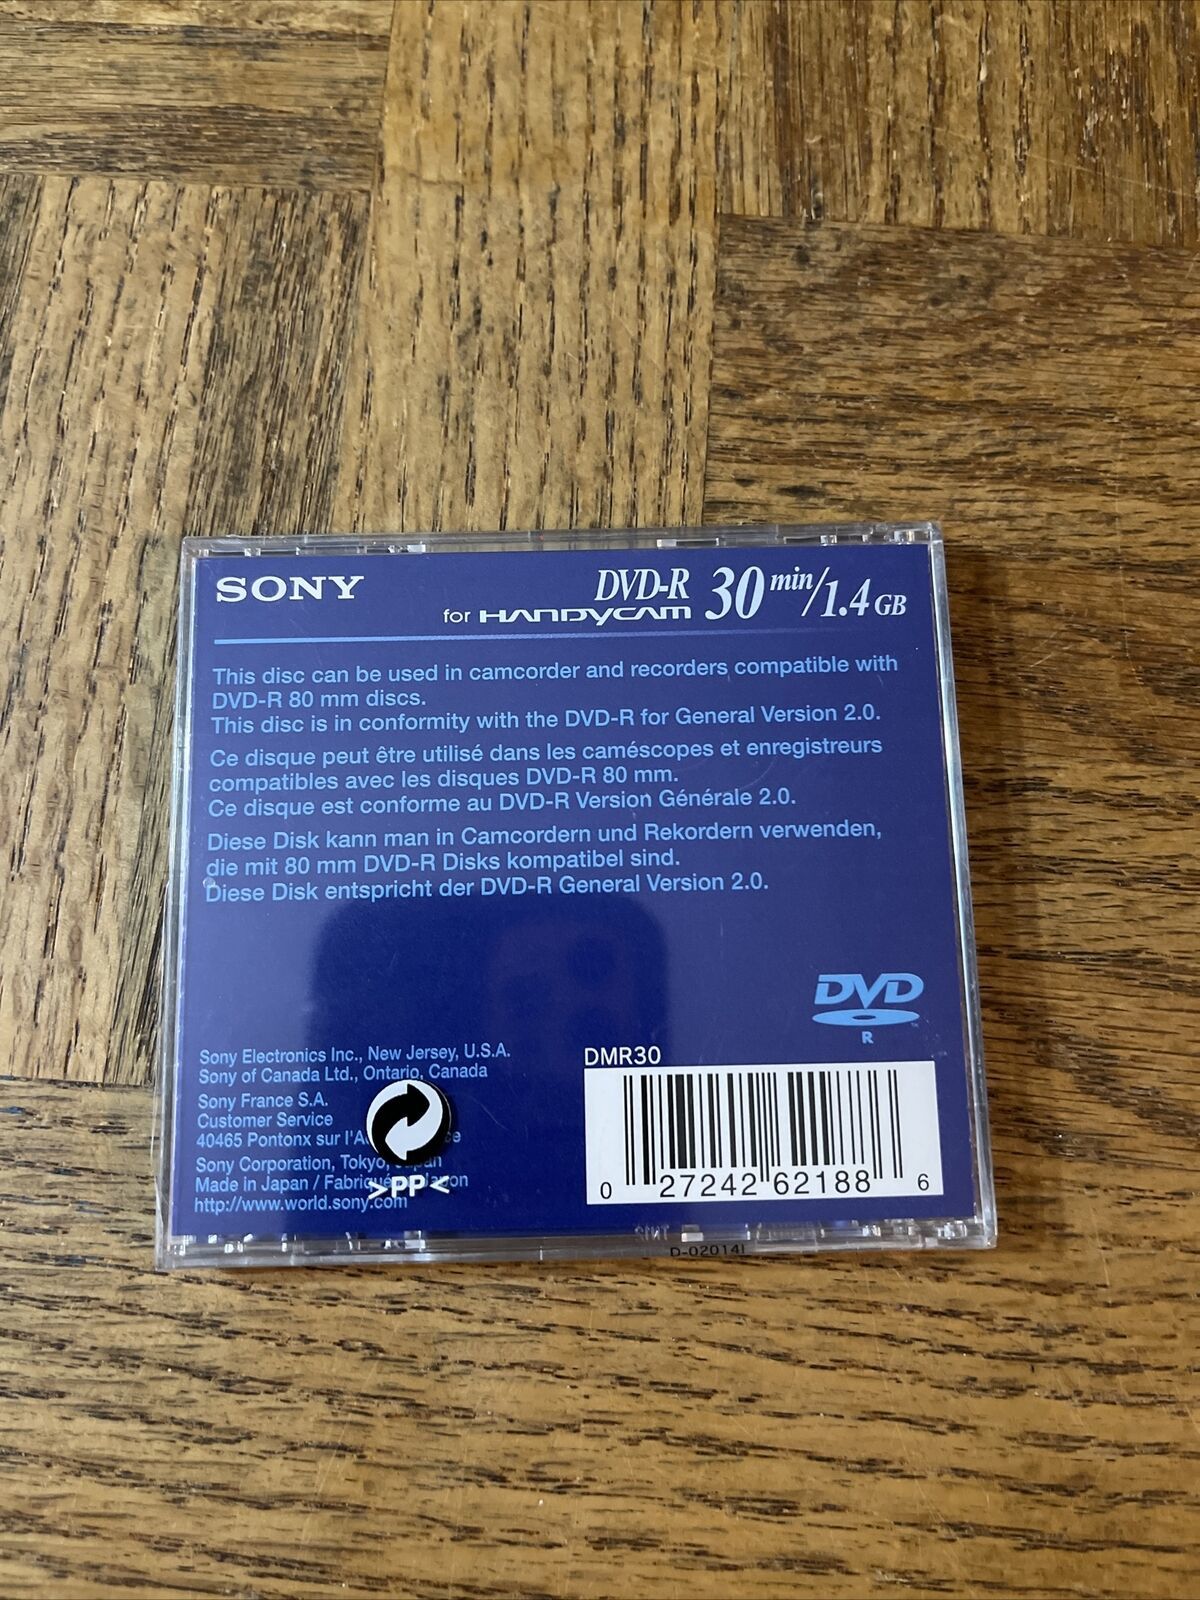 SONY
DVD-R 30 min/1.4 GB
for HANDYCAM
This disc can be used in camcorder and recorders compatible with
DVD-R 80 mm discs.
This disc is in conformity with the DVD-R for General Version 2.0.
Ce disque peut être utilisé dans les caméscopes et enregistreurs
compatibles avec les disques DVD-R 80 mm.
Ce disque est conforme au DVD-R Version Générale 2.0.
Diese Disk kann man in Camcordern und Rekordern verwenden,
die mit 80 mm DVD-R Disks kompatibel sind.
Diese Disk entspricht der DVD-R General Version 2.0.
DVD
R
Sony Electronics Inc., New Jersey, U.S.A.
Sony of Canada Ltd., Ontario, Canada
Sony France S.A.
Customer Service
40465 Pontonx sur
Sony Corporation, Tokyo, Japan
Made in Japan / Fabriqué Japon
http://www.world.sony.com
>PP<
DMR30
0 27242 62188 6
D-020141